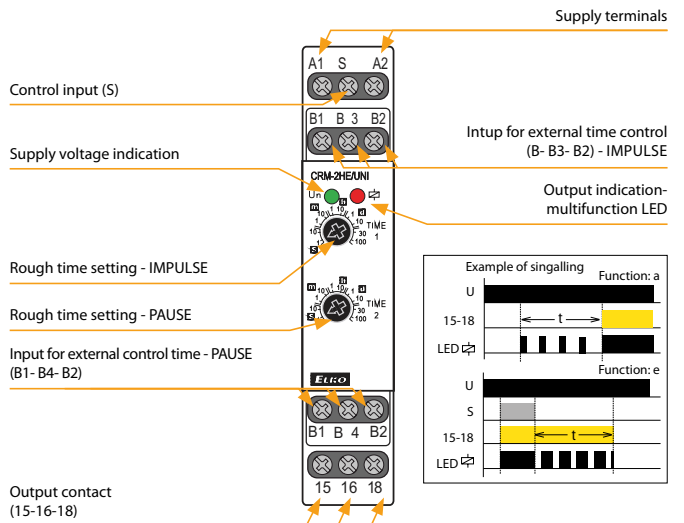 Supply terminals
A1 S A2
Control input (S)
B1 B 3 B2
Intup for external time control
(B- B3- B2) - IMPULSE
Supply voltage indication
CRM-2HE/UNI
Un
Output indication-
multifunction LED
TIME
1
Rough time setting - IMPULSE
Rough time setting - PAUSE
TIME
2
Input for external control time - PAUSE
(B1- B4- B2)
ELKO
B1 B 4 B2
15 16 18
Output contact
(15-16-18)
Example of singalling
Function: a
U
15-18
t
LED
Function: e
U
S
15-18
t
LED